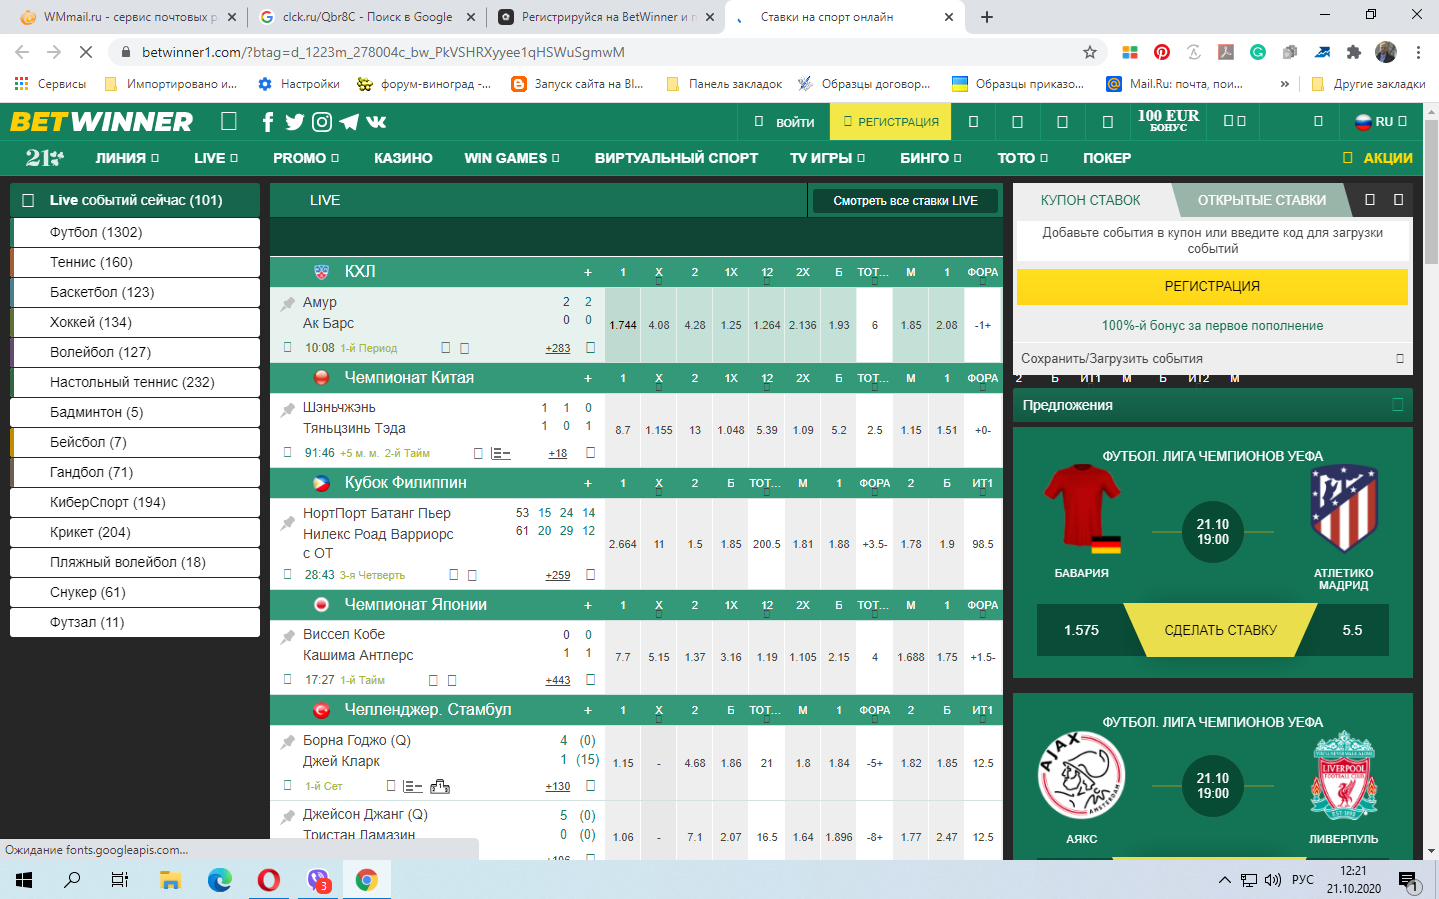 WMmail.ru - сервис почтовых р
clck.ru/Qbr8C - Поиск в Google
Регистрируйся на BetWinner и п
Ставки на спорт онлайн
betwinner1.com/?btag=d_1223m_278004c_bw_PkVSHRXyyee1qHSWuSgmwM
Сервисы
Импортировано и...
Настройки
форум-виноград -...
Запуск сайта на Bl...
Панель закладок
Образцы договор...
Образцы приказо...
Mail.Ru: почта, пои...
»
Другие закладки
BETWINNER
ВОЙТИ
РЕГИСТРАЦИЯ
100 EUR
БОНУС
RU
21
ЛИНИЯ
LIVE
PROMO
КАЗИНО
WIN GAMES
ВИРТУАЛЬНЫЙ СПОРТ
TV ИГРЫ
БИНГО
ТОТО
ПОКЕР
АКЦИИ
Live событий сейчас (101)
Футбол (1302)
Теннис (160)
Баскетбол (123)
Хоккей (134)
Волейбол (127)
Настольный теннис (232)
Бадминтон (5)
Бейсбол (7)
Гандбол (71)
КиберСпорт (194)
Крикет (204)
Пляжный волейбол (18)
Снукер (61)
Футзал (11)
LIVE
Смотреть все ставки LIVE
КХЛ + 1 X 2 1X 12 2X Б ТОТ... М 1 ФОРА
Амур 2 2
Ак Барс 0 0
1.744 4.08 4.28 1.25 1.264 2.136 1.93 6 1.85 2.08 -1+
10:08 1-й Период +283
Чемпионат Китая + 1 X 2 1X 12 2X Б ТОТ... М 1 ФОРА
Шэньчжэнь 1 1 0
Тяньцзинь Тэда 1 0 1
8.7 1.155 13 1.048 5.39 1.09 5.2 2.5 1.15 1.51 +0-
91:46 +5 м. м. 2-й Тайм +18
Кубок Филиппин + 1 X 2 Б ТОТ... М 1 ФОРА 2 Б ИТ1
НортПорт Батанг Пьер 53 15 24 14
Нилекс Роад Варриорс 61 20 29 12
с ОТ
2.664 11 1.5 1.85 200.5 1.81 1.88 +3.5- 1.78 1.9 98.5
28:43 3-я Четверть +259
Чемпионат Японии + 1 X 2 1X 12 2X Б ТОТ... М 1 ФОРА
Виссел Кобе 0 0
Кашима Антлерс 1 1
7.7 5.15 1.37 3.16 1.19 1.105 2.15 4 1.688 1.75 +1.5-
17:27 1-й Тайм +443
Челленджер. Стамбул + 1 X 2 Б ТОТ... М 1 ФОРА 2 Б ИТ1
Борна Годжо (Q) 4 (0)
Джей Кларк 1 (15)
1.15 - 4.68 1.86 21 1.8 1.84 -5+ 1.82 1.85 12.5
1-й Сет +130
Джейсон Джанг (Q) 5 (0)
Тристан Ламазин 0 (0)
1.06 - 7.1 2.07 16.5 1.64 1.896 -8+ 1.77 2.47 12.5
КУПОН СТАВОК
ОТКРЫТЫЕ СТАВКИ
Добавьте события в купон или введите код для загрузки
событий
РЕГИСТРАЦИЯ
100%-й бонус за первое пополнение
Сохранить/Загрузить события
2 Б ИТ1 М Б ИТ2 М
Предложения
ФУТБОЛ. ЛИГА ЧЕМПИОНОВ УЕФА
21.10
19:00
БАВАРИЯ
АТЛЕТИКО
МАДРИД
1.575
СДЕЛАТЬ СТАВКУ
5.5
ФУТБОЛ. ЛИГА ЧЕМПИОНОВ УЕФА
AJAX
AMSTERDAM
LIVERPOOL
FOOTBALL CLUB
21.10
19:00
АЯКС
ЛИВЕРПУЛЬ
Ожидание fonts.googleapis.com...
3
РУС
12:21
21.10.2020
1